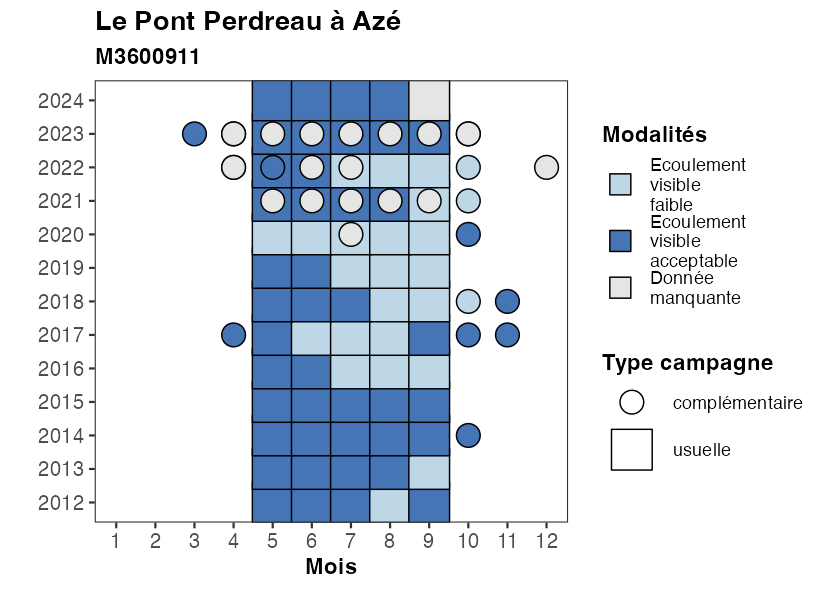 Le Pont Perdreau à Azé
M3600911
2024
2023
2022
2021
2020
2019
2018
2017
2016
2015
2014
2013
2012
1 2 3 4 5 6 7 8 9 10 11 12
Mois
Modalités
Ecoulement
visible
faible
Ecoulement
visible
acceptable
Donnée
manquante
Type campagne
complémentaire
usuelle